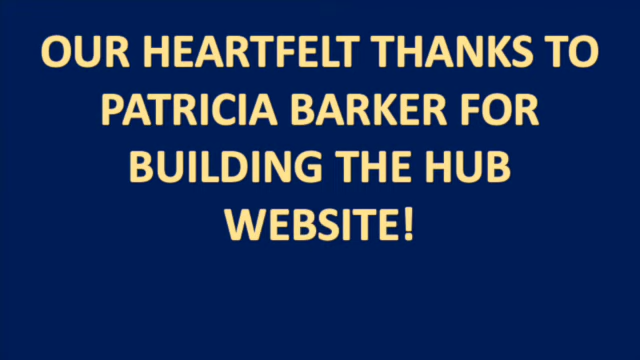 OUR HEARTFELT THANKS TO
PATRICIA BARKER FOR
BUILDING THE HUB
WEBSITE!